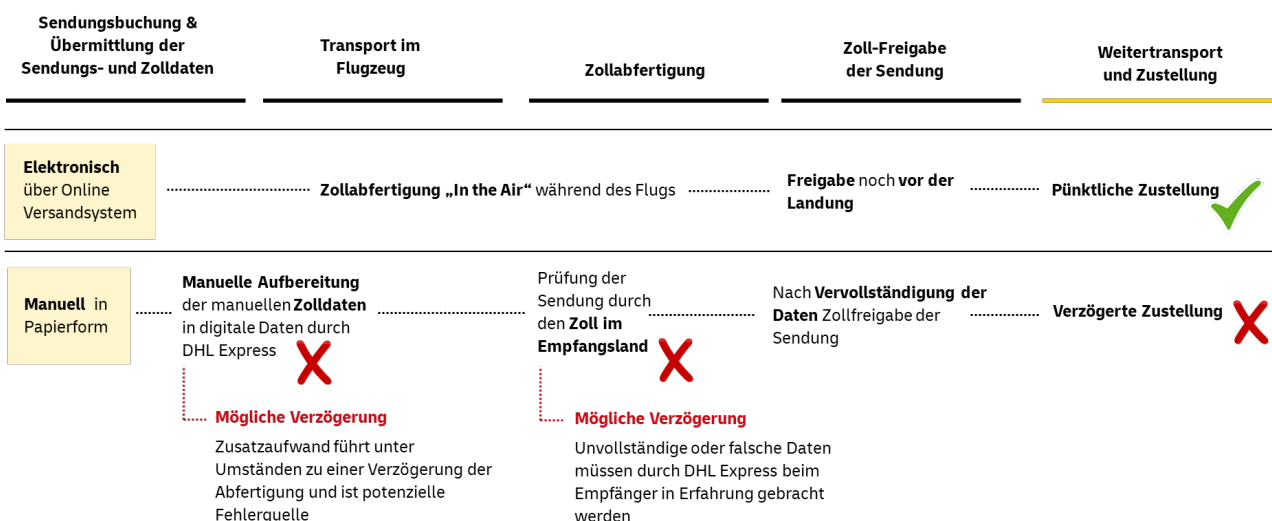 Sendungsbuchung &
Übermittlung der
Sendungs- und Zolldaten
Transport im
Flugzeug
Zollabfertigung
Zoll-Freigabe
der Sendung
Weitertransport
und Zustellung
Elektronisch
über Online
Versandsystem
Zollabfertigung „In the Air“ während des Flugs
Freigabe noch vor der
Landung
Pünktliche Zustellung
Manuell in
Papierform
Manuelle Aufbereitung
der manuellen Zolldaten
in digitale Daten durch
DHL Express
Mögliche Verzögerung
Zusatzaufwand führt unter
Umständen zu einer Verzögerung der
Abfertigung und ist potenzielle
Fehlerquelle
Prüfung der
Sendung durch
den Zoll im
Empfangsland
Mögliche Verzögerung
Unvollständige oder falsche Daten
müssen durch DHL Express beim
Empfänger in Erfahrung gebracht
werden
Nach Vervollständigung der
Daten Zollfreigabe der
Sendung
Verzögerte Zustellung